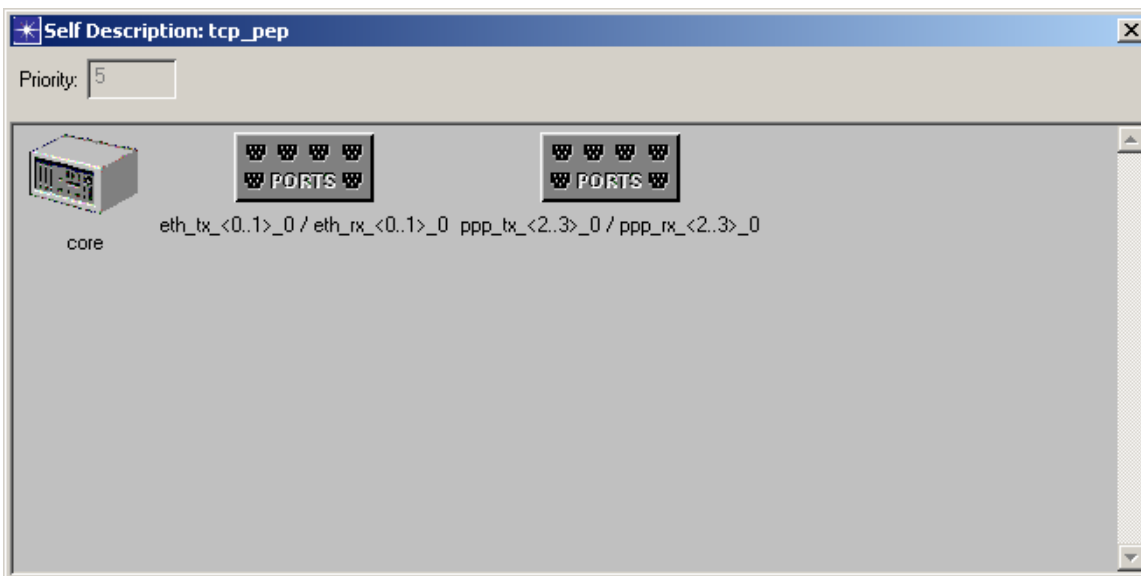 Self Description: tcp_pep
Priority: 5
PORTS PORTS
eth_tx_<0..1>_0 / eth_rx_<0..1>_0 ppp_tx_<2..3>_0 / ppp_rx_<2..3>_0
core